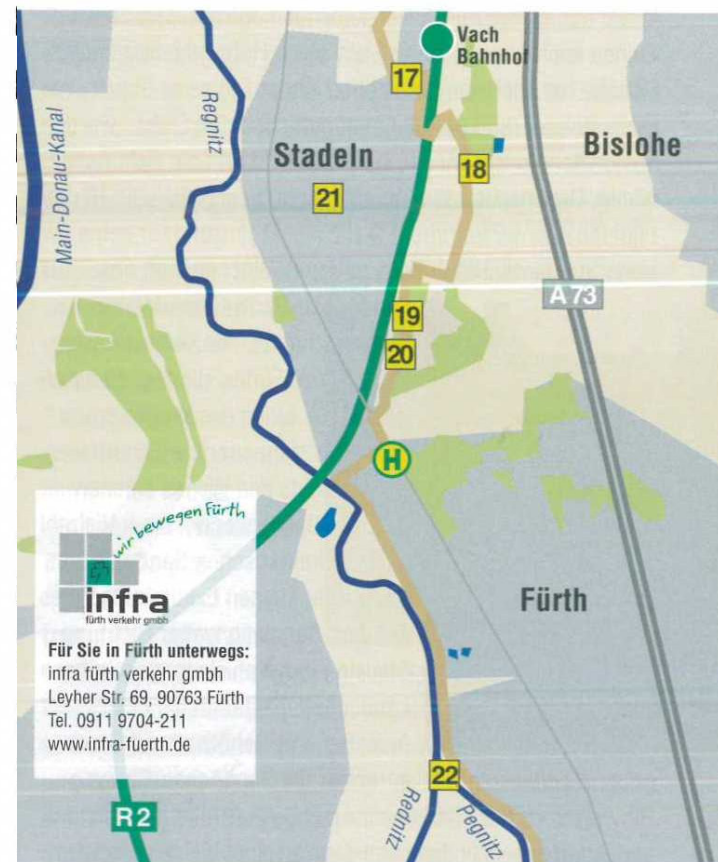 Vach
Bahnhof
17
Regnitz
Main-Donau-Kanal
Stadeln
Bislohe
18
21
A 73
19
20
H
wir bewegen Fürth
infra
fürth verkehr gmbh
Fürth
Für Sie in Fürth unterwegs:
infra fürth verkehr gmbh
Leyher Str. 69, 90763 Fürth
Tel. 0911 9704-211
www.infra-fuerth.de
22
R 2
Rednitz
Pegnitz